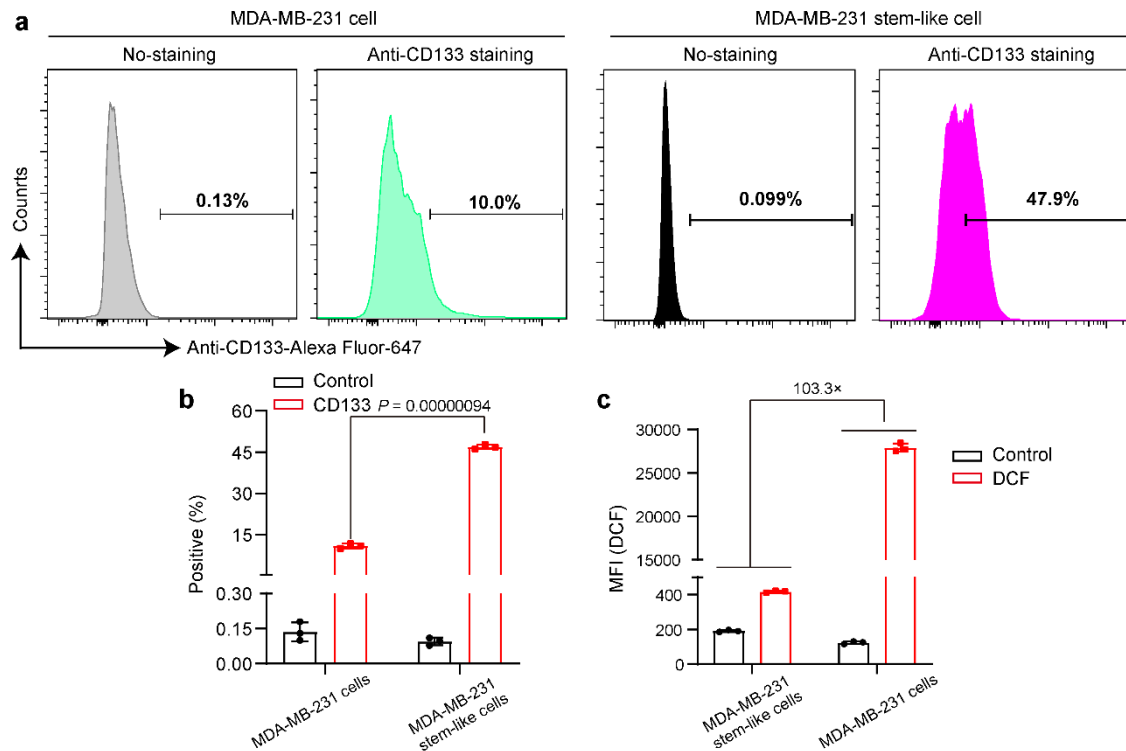 a
MDA-MB-231 cell
MDA-MB-231 stem-like cell
No-staining
Anti-CD133 staining
No-staining
Anti-CD133 staining
0.13%
10.0%
0.099%
47.9%
Counrts
Anti-CD133-Alexa Fluor-647
b
Control
CD133
P = 0.00000094
Positive (%)
60
45
30
15
0.30
0.15
0.00
MDA-MB-231 cells
MDA-MB-231
stem-like cells
c
103.3×
Control
DCF
MFI (DCF)
30000
25000
20000
15000
400
200
0
MDA-MB-231
stem-like cells
MDA-MB-231 cells